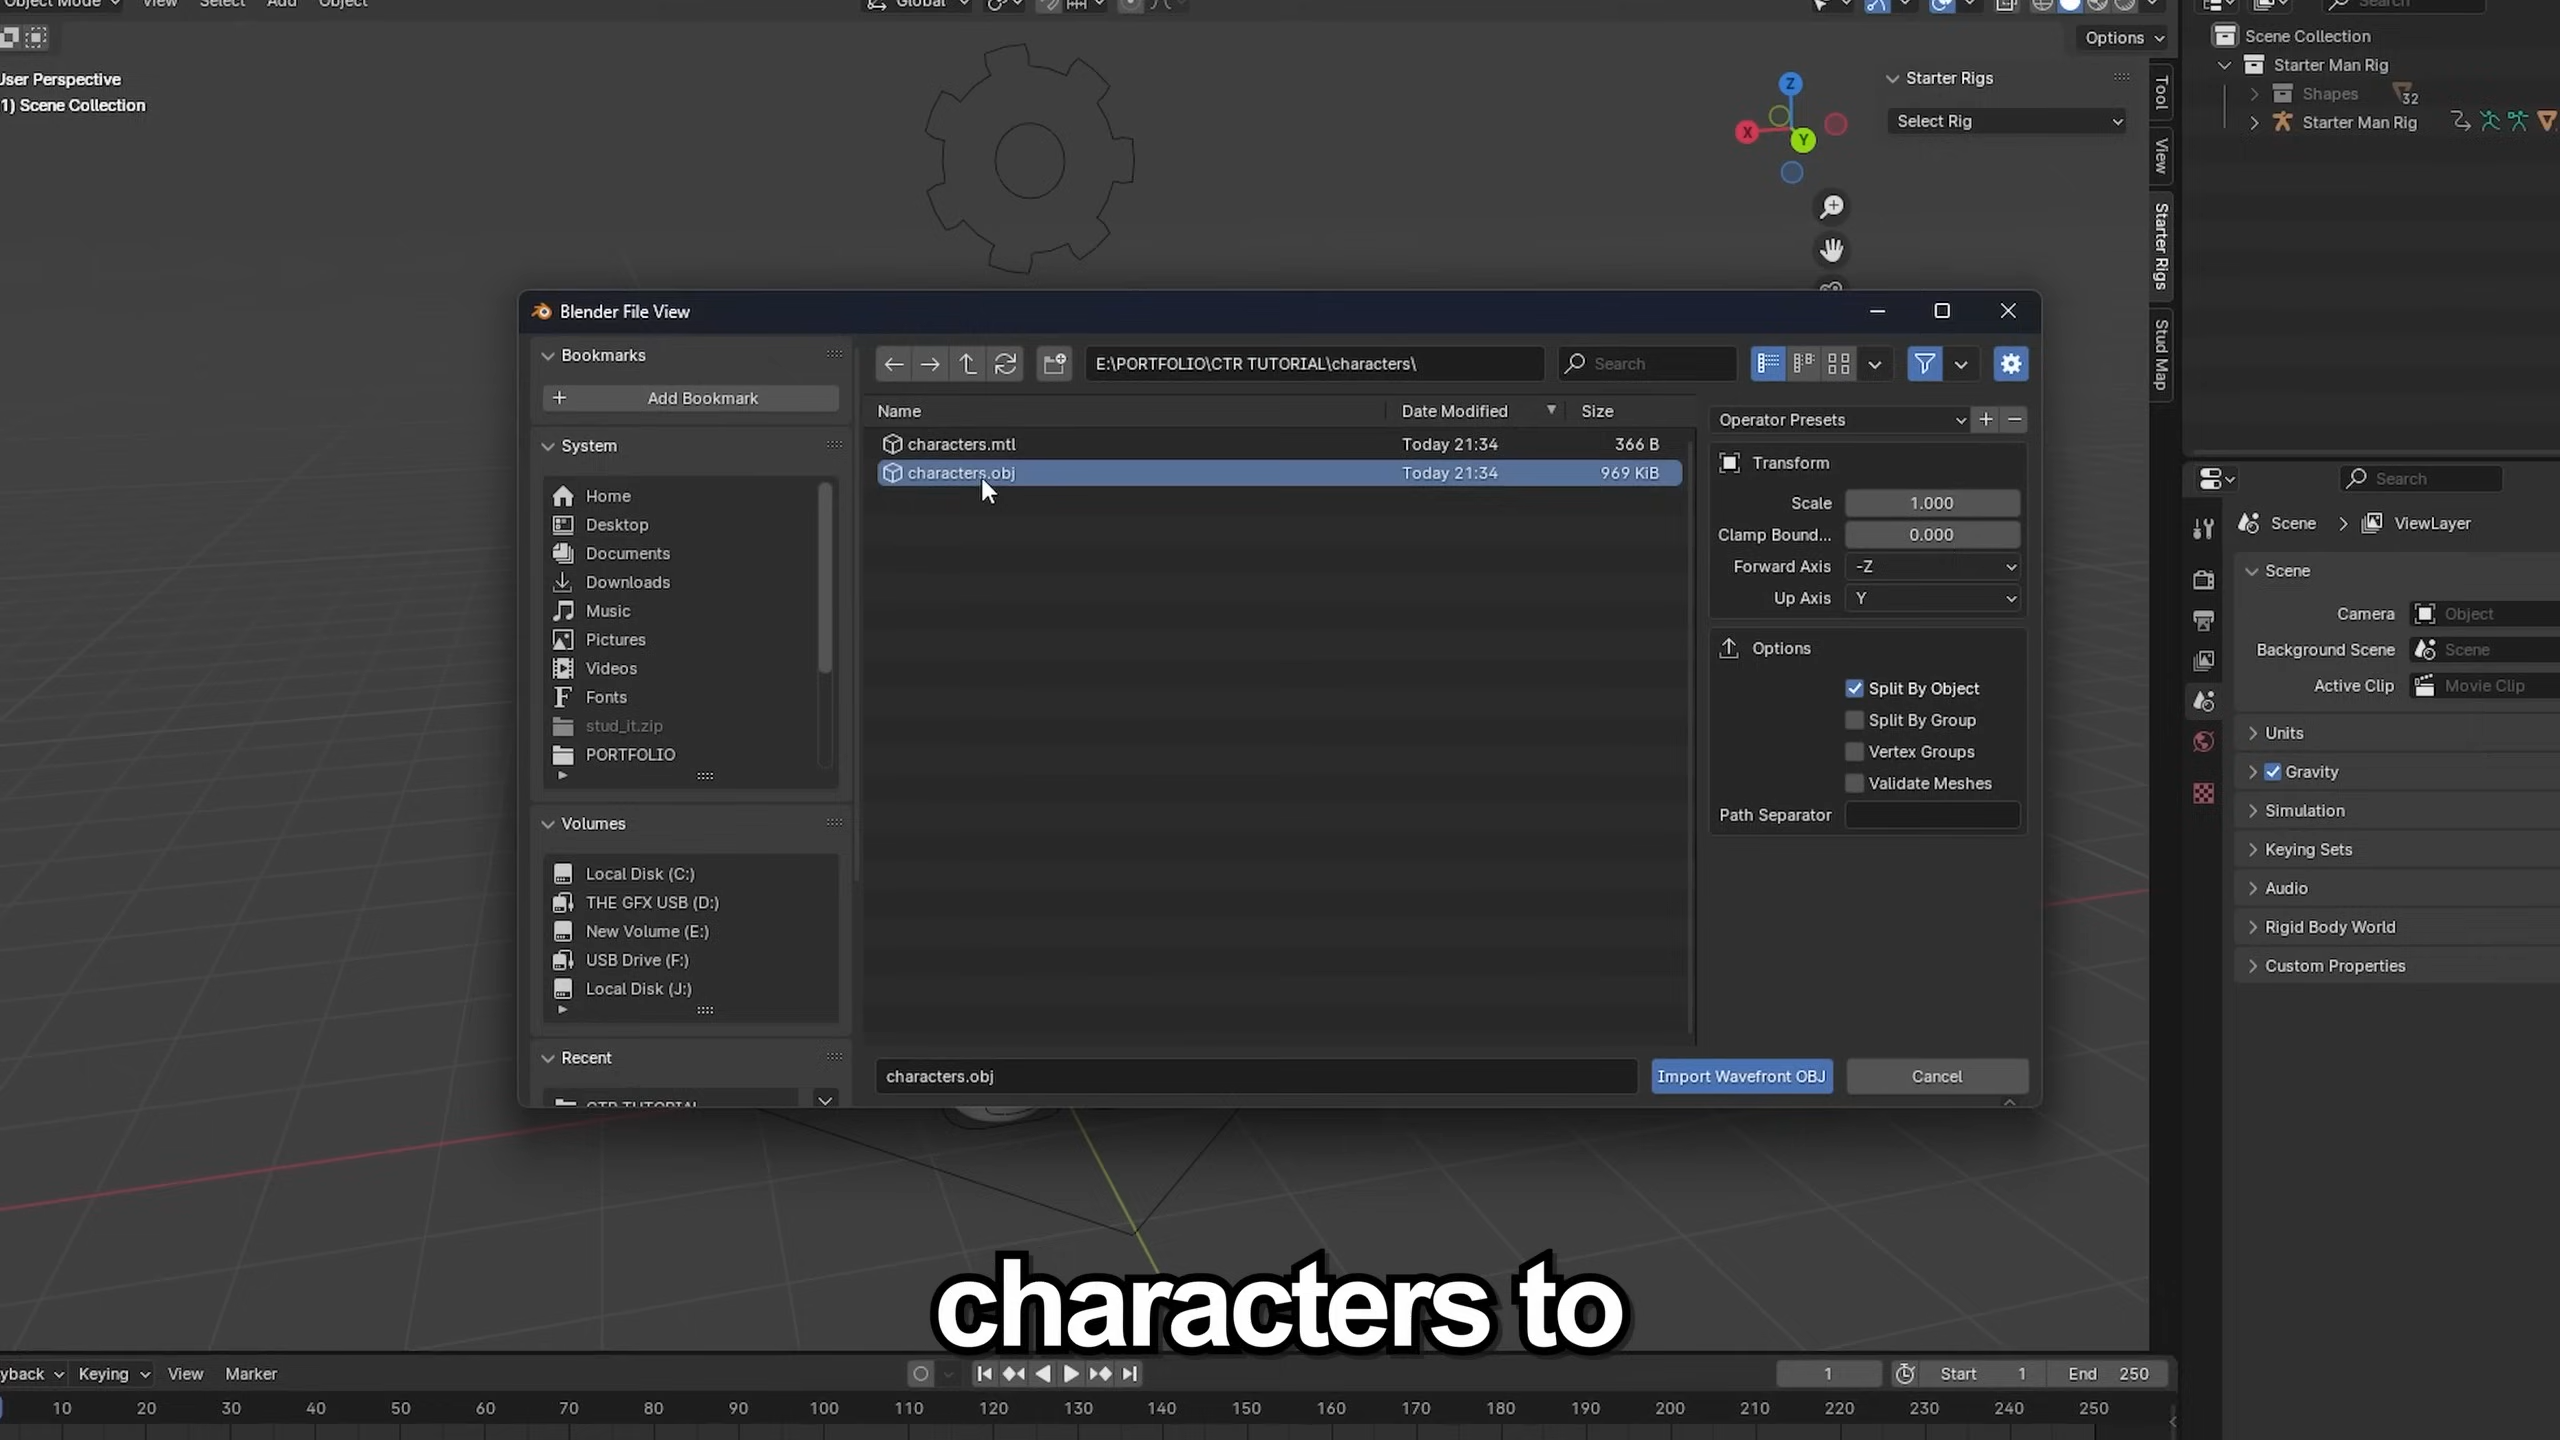 Object Mode View Select Add Object Global
Options
User Perspective
(1) Scene Collection
Z
X
Y
Starter Rigs
Select Rig
Tool
View
Starter Rigs
Stud Map
Search
Scene Collection
Starter Man Rig
Shapes 32
Starter Man Rig
Blender File View
Bookmarks
Add Bookmark
System
Home
Desktop
Documents
Downloads
Music
Pictures
Videos
Fonts
stud_it.zip
PORTFOLIO
Volumes
Local Disk (C:)
THE GFX USB (D:)
New Volume (E:)
USB Drive (F:)
Local Disk (J:)
Recent
CTR TUTORIAL
E:\PORTFOLIO\CTR TUTORIAL\characters\ Search
Name Date Modified Size
characters.mtl Today 21:34 366 B
characters.obj Today 21:34 969 KiB
Operator Presets
Transform
Scale 1.000
Clamp Bound... 0.000
Forward Axis -Z
Up Axis Y
Options
Split By Object
Split By Group
Vertex Groups
Validate Meshes
Path Separator
characters.obj Import Wavefront OBJ Cancel
Search
Scene ViewLayer
Scene
Camera Object
Background Scene Scene
Active Clip Movie Clip
Units
Gravity
Simulation
Keying Sets
Audio
Rigid Body World
Custom Properties
characters to
yback Keying View Marker 1 Start 1 End 250
10 20 30 40 50 60 70 80 90 100 110 120 130 140 150 160 170 180 190 200 210 220 230 240 250